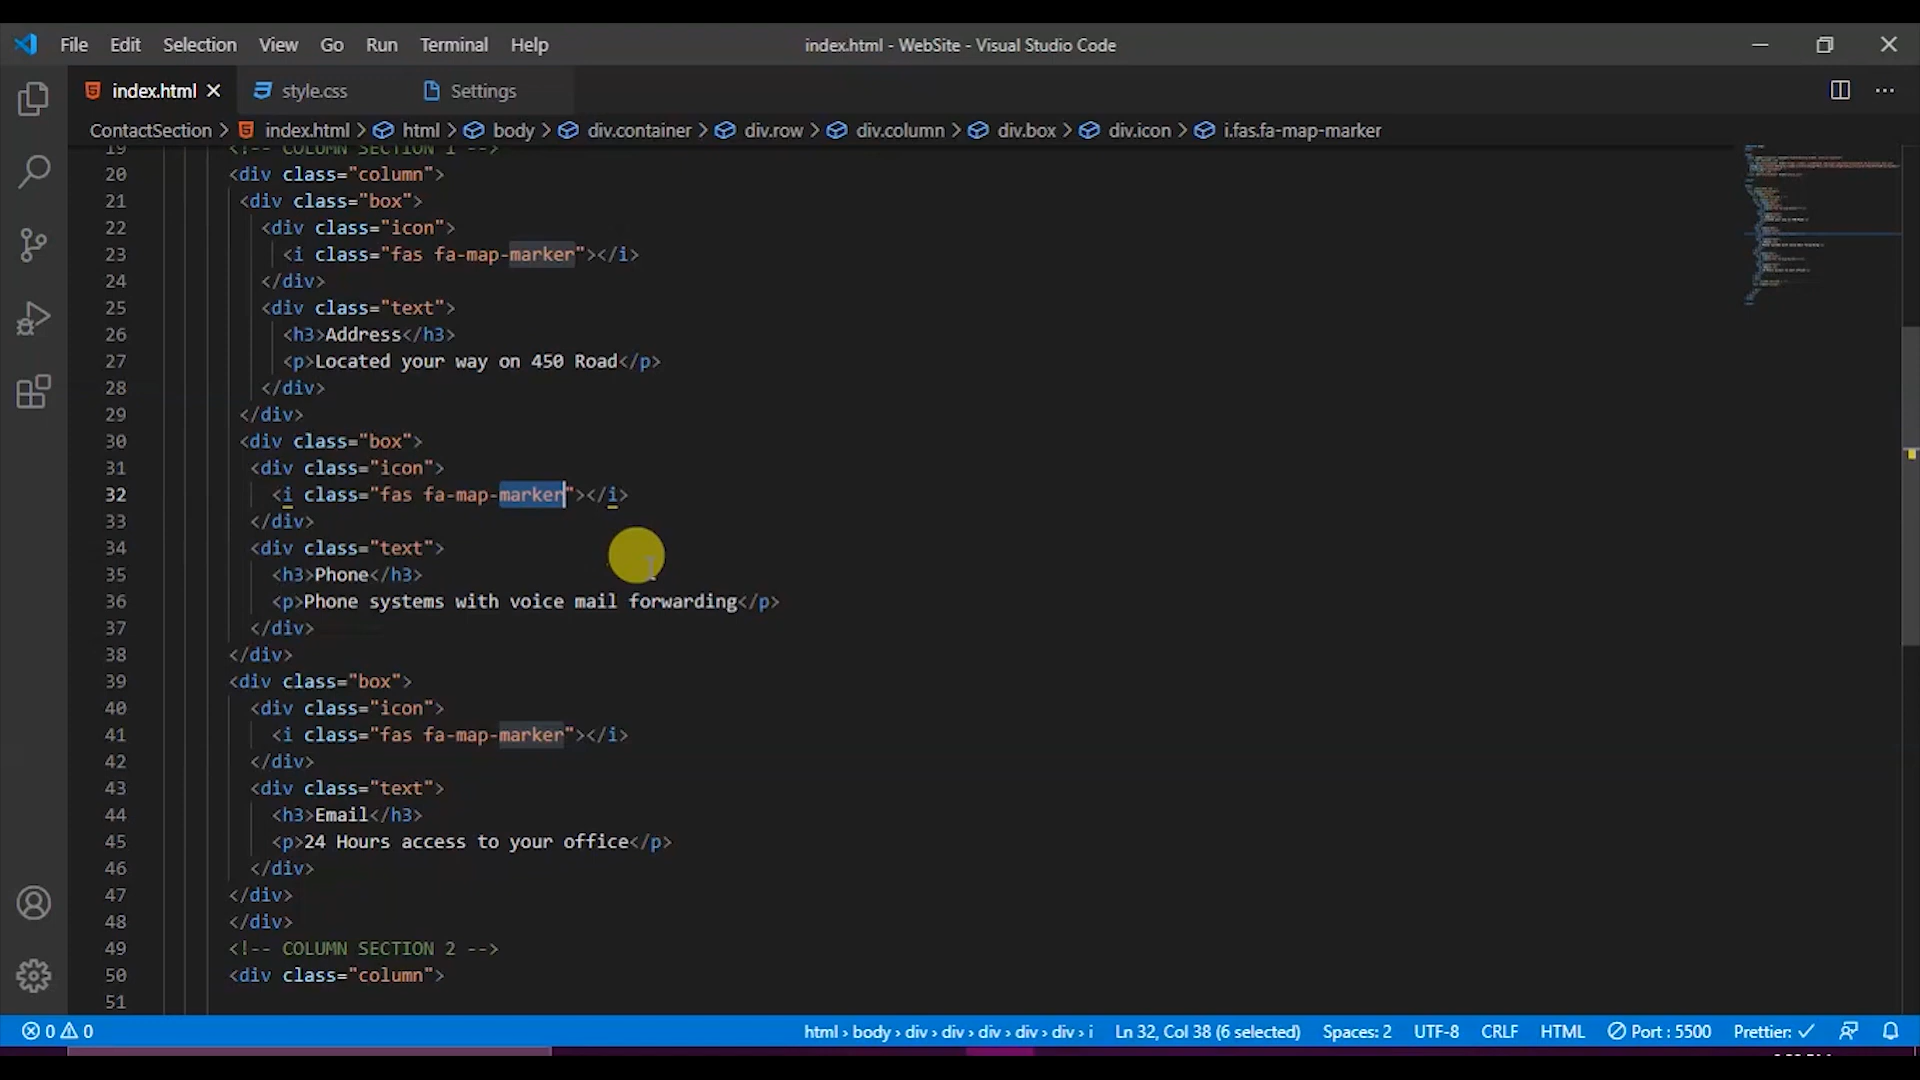 File Edit Selection View Go Run Terminal Help index.html - WebSite - Visual Studio Code
index.html style.css Settings
ContactSection > index.html > html > body > div.container > div.row > div.column > div.box > div.icon > i.fas.fa-map-marker
19 <!-- COLUMN SECTION 1 -->
20 <div class="column">
21 <div class="box">
22 <div class="icon">
23 <i class="fas fa-map-marker"></i>
24 </div>
25 <div class="text">
26 <h3>Address</h3>
27 <p>Located your way on 450 Road</p>
28 </div>
29 </div>
30 <div class="box">
31 <div class="icon">
32 <i class="fas fa-map-marker"></i>
33 </div>
34 <div class="text">
35 <h3>Phone</h3>
36 <p>Phone systems with voice mail forwarding</p>
37 </div>
38 </div>
39 <div class="box">
40 <div class="icon">
41 <i class="fas fa-map-marker"></i>
42 </div>
43 <div class="text">
44 <h3>Email</h3>
45 <p>24 Hours access to your office</p>
46 </div>
47 </div>
48 </div>
49 <!-- COLUMN SECTION 2 -->
50 <div class="column">
51
0 0 html › body › div › div › div › div › div › i Ln 32, Col 38 (6 selected) Spaces: 2 UTF-8 CRLF HTML Port : 5500 Prettier: ✓